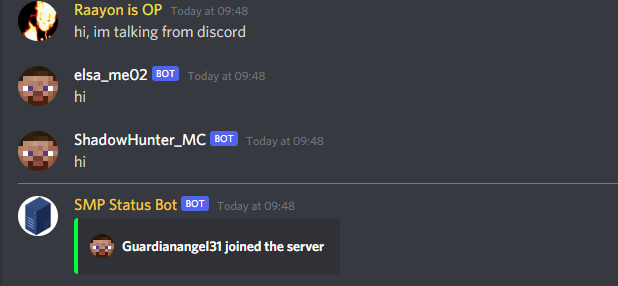 Raayon is OP Today at 09:48
hi, im talking from discord
elsa_me02 BOT Today at 09:48
hi
ShadowHunter_MC BOT Today at 09:48
hi
SMP Status Bot BOT Today at 09:48
Guardianangel31 joined the server